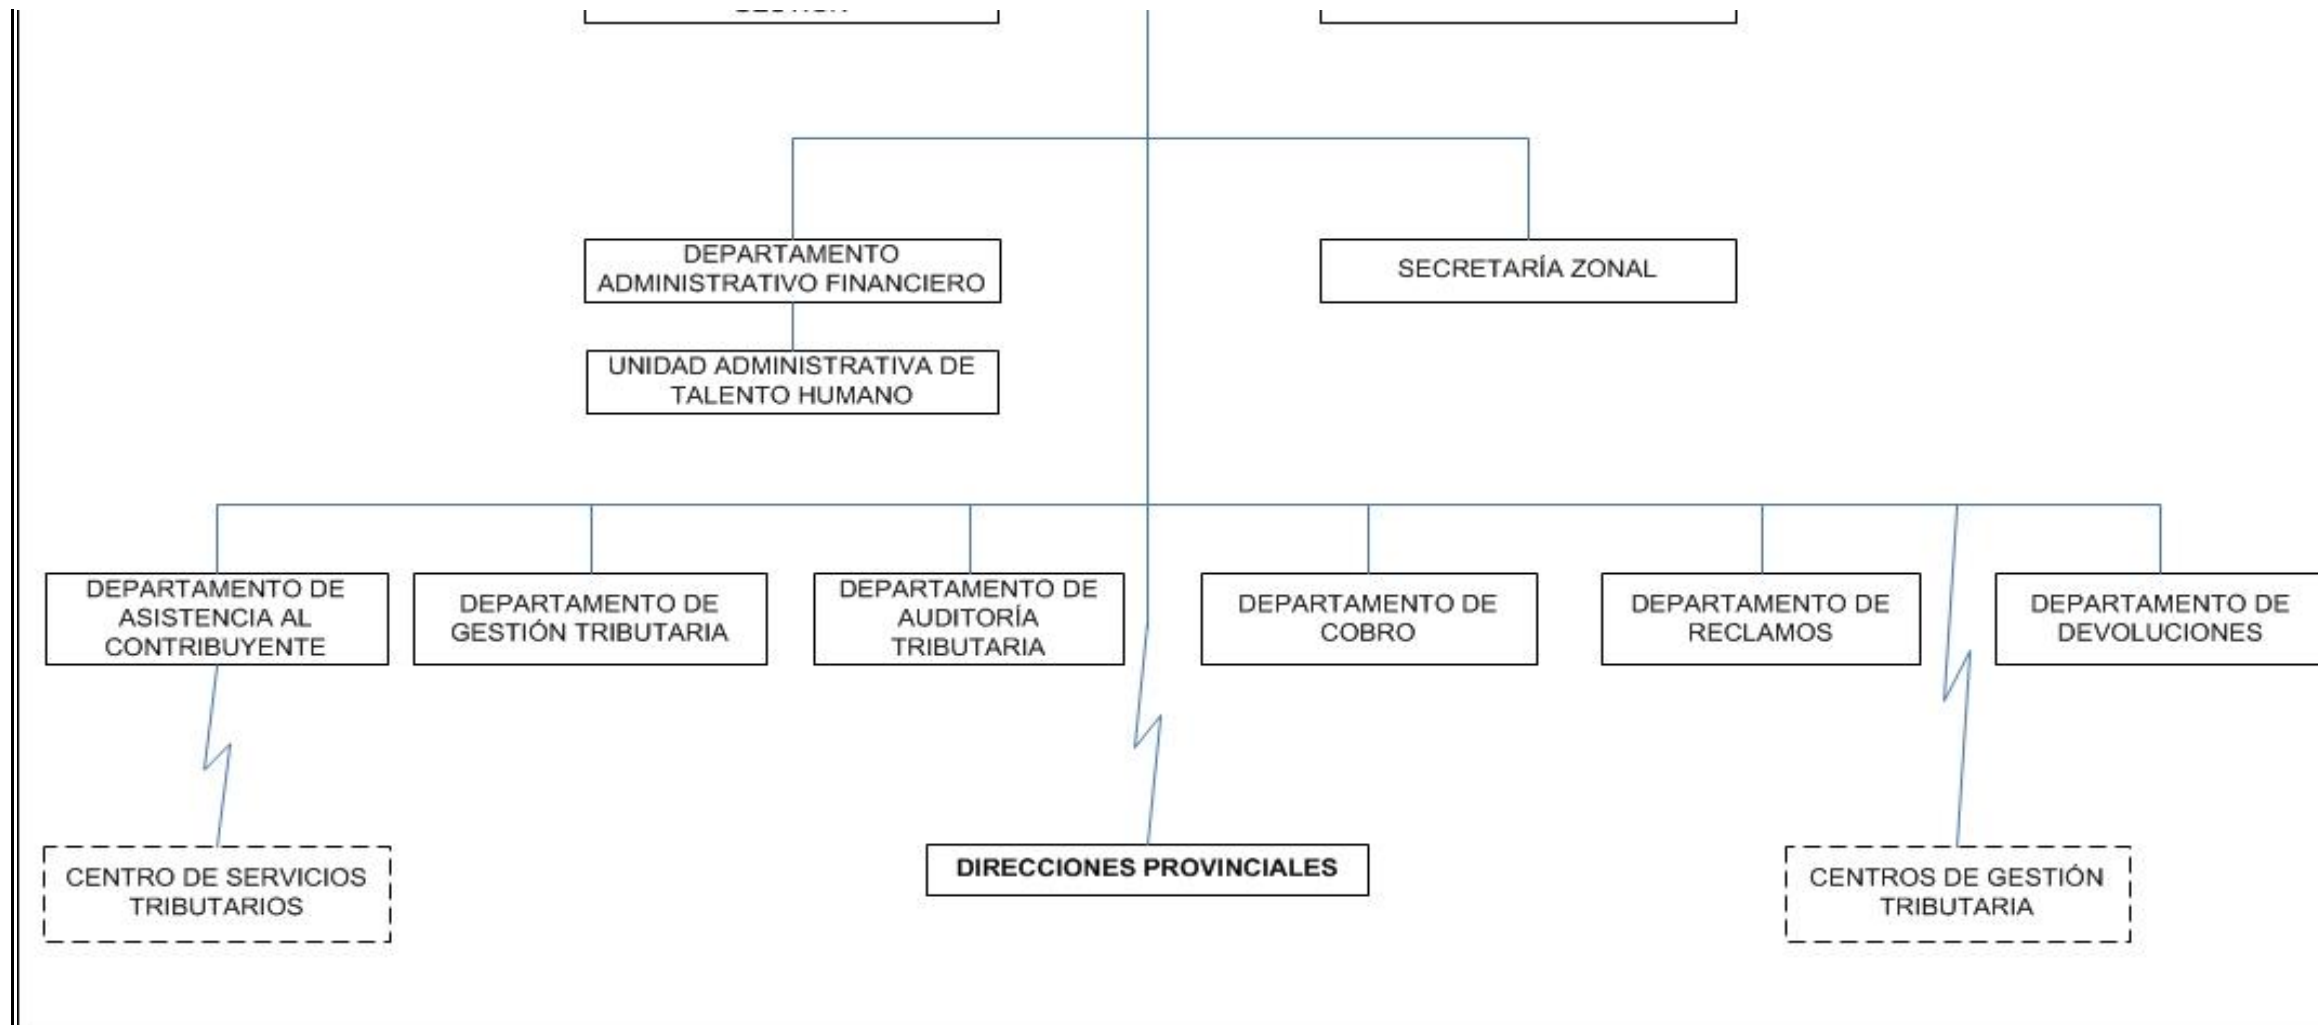 DEPARTAMENTO
ADMINISTRATIVO FINANCIERO
SECRETARÍA ZONAL
UNIDAD ADMINISTRATIVA DE
TALENTO HUMANO
DEPARTAMENTO DE
ASISTENCIA AL
CONTRIBUYENTE
DEPARTAMENTO DE
GESTIÓN TRIBUTARIA
DEPARTAMENTO DE
AUDITORÍA
TRIBUTARIA
DEPARTAMENTO DE
COBRO
DEPARTAMENTO DE
RECLAMOS
DEPARTAMENTO DE
DEVOLUCIONES
CENTRO DE SERVICIOS
TRIBUTARIOS
DIRECCIONES PROVINCIALES
CENTROS DE GESTIÓN
TRIBUTARIA